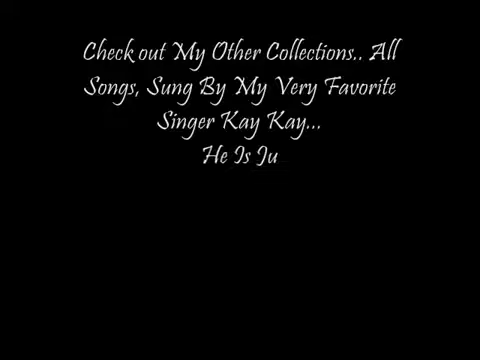 Check out My Other Collections.. All
Songs, Sung By My Very Favorite
Singer Kay Kay...
He Is Ju